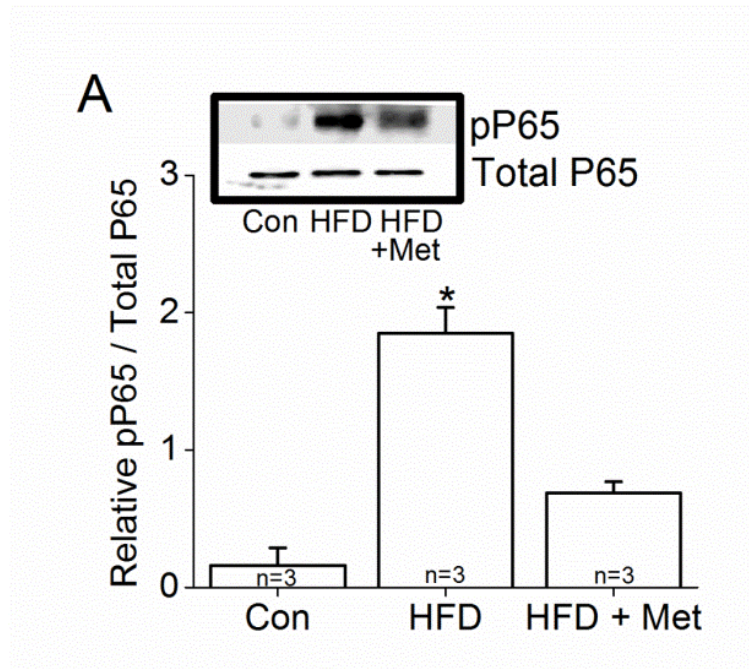 A
pP65
Total P65
Con HFD HFD
+Met
Relative pP65 / Total P65
3
2
1
0
*
n=3 n=3 n=3
Con HFD HFD + Met